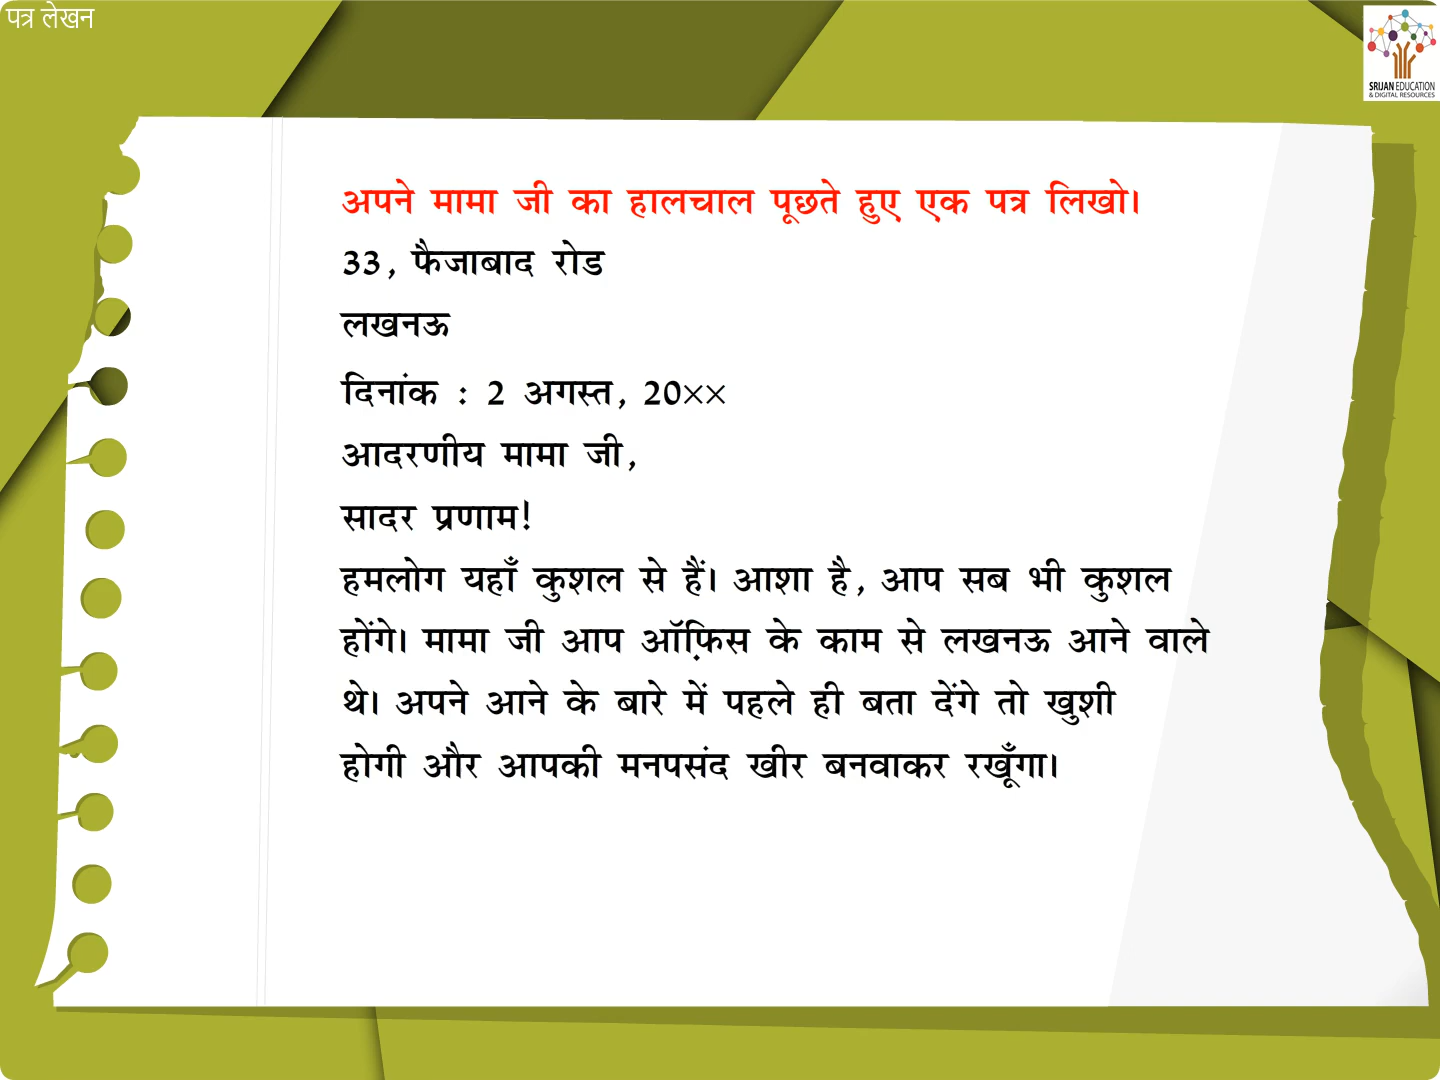 पत्र लेखन
SRIJAN EDUCATION
& DIGITAL RESOURCES
अपने मामा जी का हालचाल पूछते हुए एक पत्र लिखो।
33, फैजाबाद रोड
लखनऊ
दिनांक : 2 अगस्त, 20××
आदरणीय मामा जी,
सादर प्रणाम!
हमलोग यहाँ कुशल से हैं। आशा है, आप सब भी कुशल
होंगे। मामा जी आप ऑफ़िस के काम से लखनऊ आने वाले
थे। अपने आने के बारे में पहले ही बता देंगे तो खुशी
होगी और आपकी मनपसंद खीर बनवाकर रखूँगा।